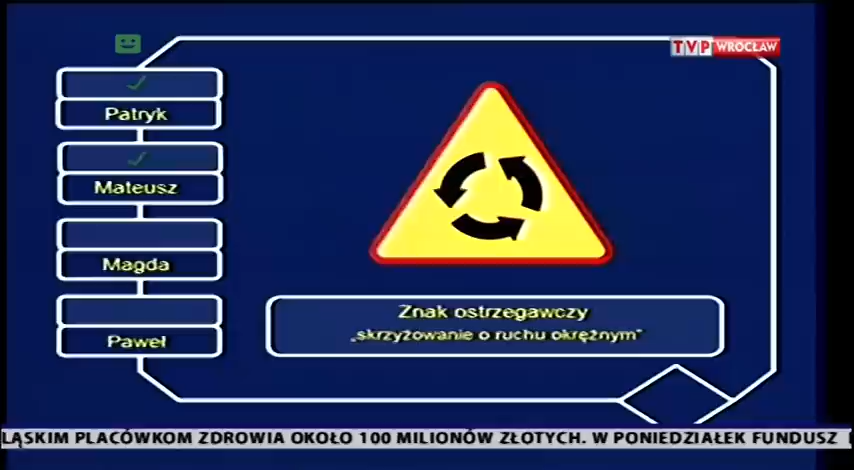 TVP WROCŁAW
Patryk
Mateusz
Magda
Paweł
Znak ostrzegawczy
„skrzyżowanie o ruchu okrężnym”
LĄSKIM PLACÓWKOM ZDROWIA OKOŁO 100 MILIONÓW ZŁOTYCH. W PONIEDZIAŁEK FUNDUSZ